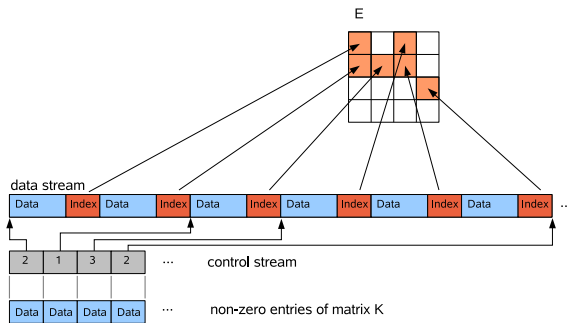 E
data stream
Data Index Data Index Data Index Data Index Data Index Data Index ...
2 1 3 2 ... control stream
Data Data Data Data ... non-zero entries of matrix K